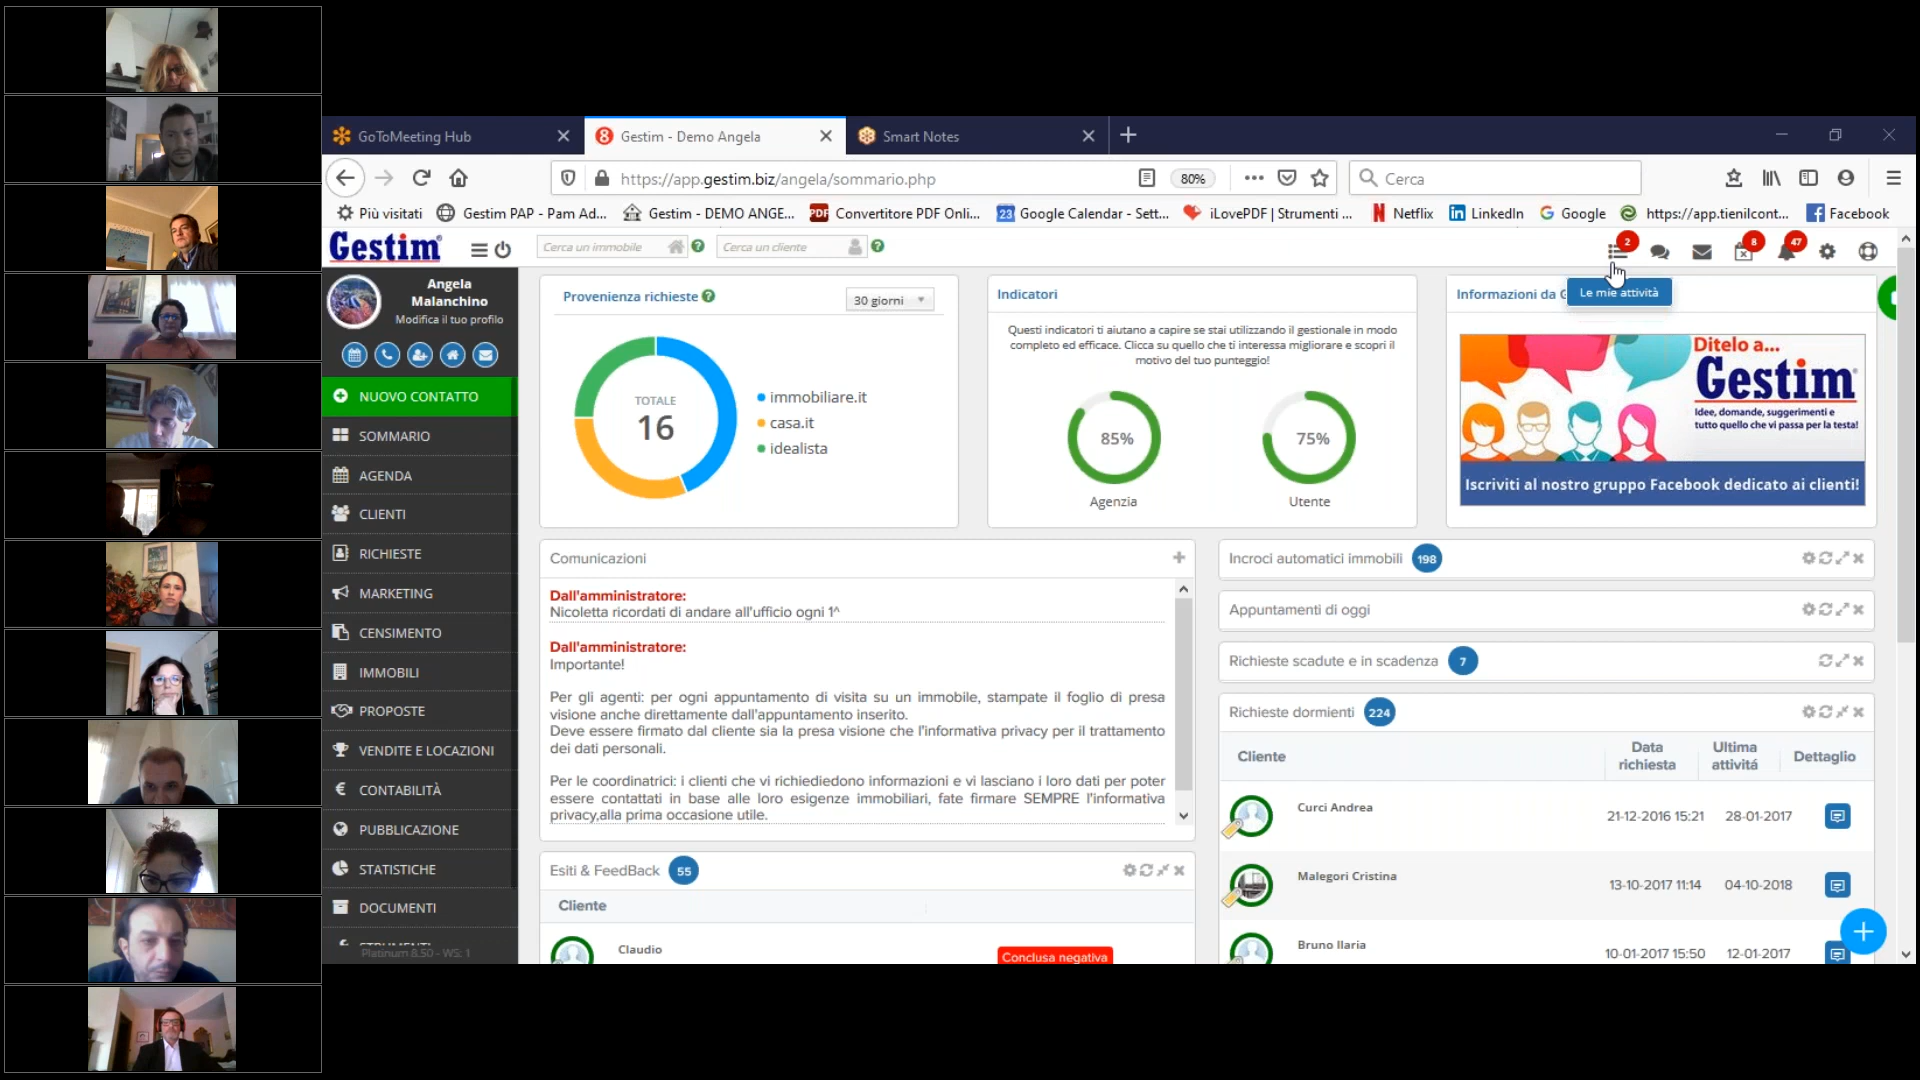 GoToMeeting Hub
Gestim - Demo Angela
Smart Notes
https://app.gestim.biz/angela/sommario.php
80%
Cerca
Più visitati
Gestim PAP - Pam Ad...
Gestim - DEMO ANGE...
PDF
Convertitore PDF Onli...
23
Google Calendar - Sett...
iLovePDF | Strumenti ...
Netflix
LinkedIn
Google
https://app.tienilcont...
Facebook
Gestim
Cerca un immobile
Cerca un cliente
2
8
47
Le mie attività
Angela
Malanchino
Modifica il tuo profilo
NUOVO CONTATTO
SOMMARIO
AGENDA
CLIENTI
RICHIESTE
MARKETING
CENSIMENTO
IMMOBILI
PROPOSTE
VENDITE E LOCAZIONI
CONTABILITÀ
PUBBLICAZIONE
STATISTICHE
DOCUMENTI
STRUMENTI
Platinum 8.50 - WS: 1
Provenienza richieste
30 giorni
TOTALE
16
immobiliare.it
casa.it
idealista
Indicatori
Questi indicatori ti aiutano a capire se stai utilizzando il gestionale in modo
completo ed efficace. Clicca su quello che ti interessa migliorare e scopri il
motivo del tuo punteggio!
85%
Agenzia
75%
Utente
Informazioni da G
Ditelo a...
Gestim
Idee, domande, suggerimenti e
tutto quello che vi passa per la testa!
Iscriviti al nostro gruppo Facebook dedicato ai clienti!
Comunicazioni
Dall'amministratore:
Nicoletta ricordati di andare all'ufficio ogni 1^
Dall'amministratore:
Importante!
Per gli agenti: per ogni appuntamento di visita su un immobile, stampate il foglio di presa
visione anche direttamente dall'appuntamento inserito.
Deve essere firmato dal cliente sia la presa visione che l'informativa privacy per il trattamento
dei dati personali.
Per le coordinatrici: i clienti che vi richiediedono informazioni e vi lasciano i loro dati per poter
essere contattati in base alle loro esigenze immobiliari, fate firmare SEMPRE l'informativa
privacy,alla prima occasione utile.
Esiti & FeedBack 55
Cliente
Claudio
Conclusa negativa
Incroci automatici immobili 198
Appuntamenti di oggi
Richieste scadute e in scadenza 7
Richieste dormienti 224
Cliente
Data
richiesta
Ultima
attivitá
Dettaglio
Curci Andrea
21-12-2016 15:21
28-01-2017
Malegori Cristina
13-10-2017 11:14
04-10-2018
Bruno Ilaria
10-01-2017 15:50
12-01-2017